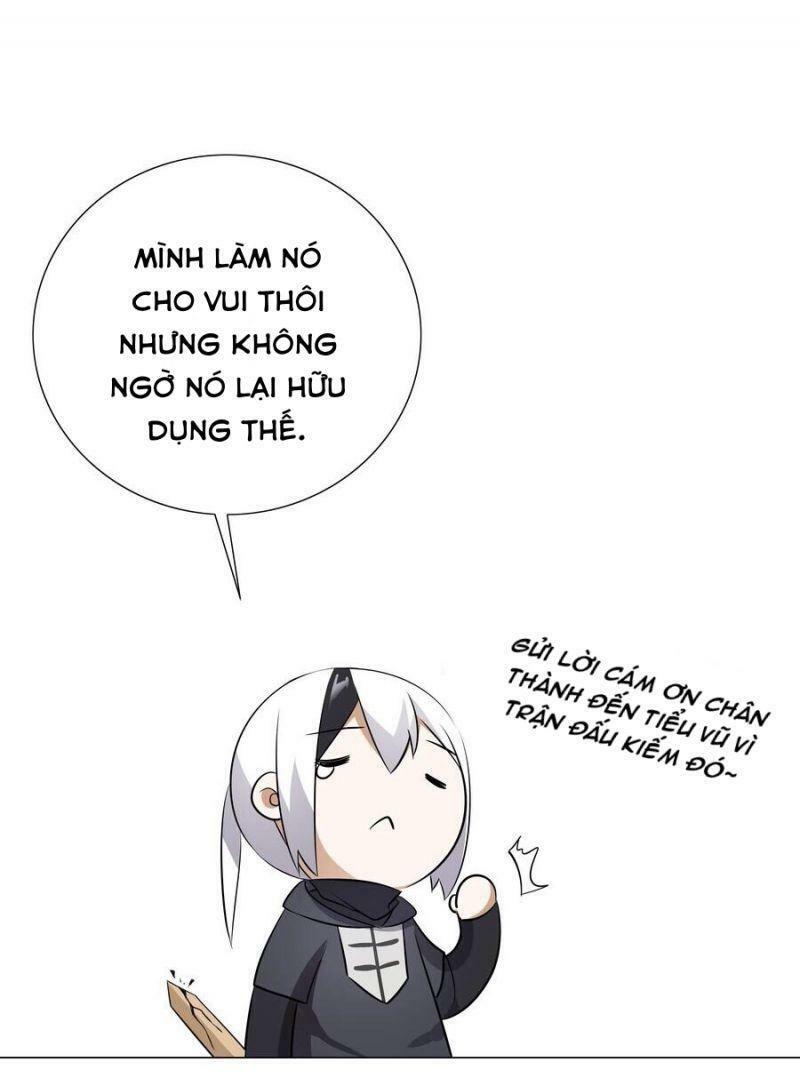 MÌNH LÀM NÓ
CHO VUI THÔI
NHƯNG KHÔNG
NGỜ NÓ LẠI HỮU
DỤNG THẾ.
GỬI LỜI CÁM ƠN CHÂN
THÀNH ĐẾN TIỂU VŨ VÌ
TRẬN ĐẤU KIẾM ĐÓ~